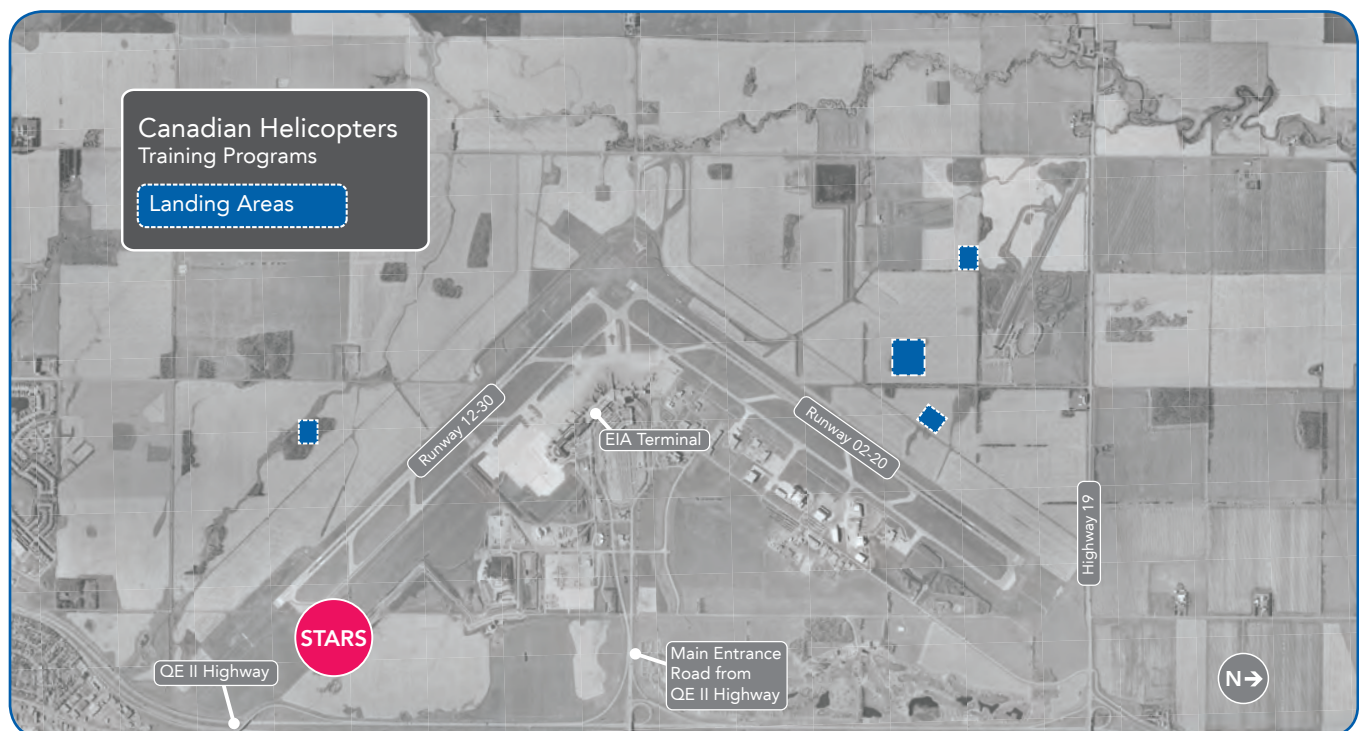 Canadian Helicopters
Training Programs
Landing Areas
Runway 12-30
EIA Terminal
Runway 02-20
Highway 19
STARS
QE II Highway
Main Entrance
Road from
QE II Highway
N→